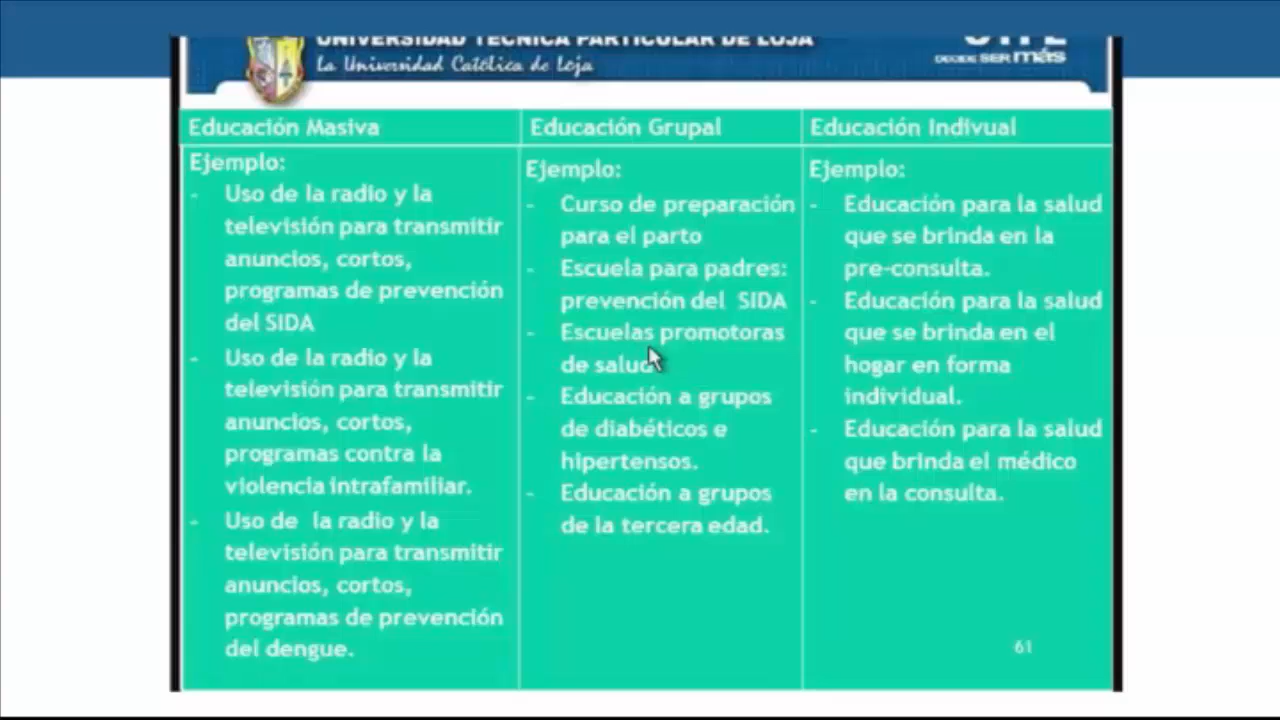 UNIVERSIDAD TÉCNICA PARTICULAR DE LOJA
La Universidad Católica de Loja
UTPL
DECIDE SER más
Educación Masiva
Ejemplo:
- Uso de la radio y la
televisión para transmitir
anuncios, cortos,
programas de prevención
del SIDA
- Uso de la radio y la
televisión para transmitir
anuncios, cortos,
programas contra la
violencia intrafamiliar.
- Uso de la radio y la
televisión para transmitir
anuncios, cortos,
programas de prevención
del dengue.
Educación Grupal
Ejemplo:
- Curso de preparación
para el parto
- Escuela para padres:
prevención del SIDA
- Escuelas promotoras
de salud
- Educación a grupos
de diabéticos e
hipertensos.
- Educación a grupos
de la tercera edad.
Educación Indivual
Ejemplo:
- Educación para la salud
que se brinda en la
pre-consulta.
- Educación para la salud
que se brinda en el
hogar en forma
individual.
- Educación para la salud
que brinda el médico
en la consulta.
61